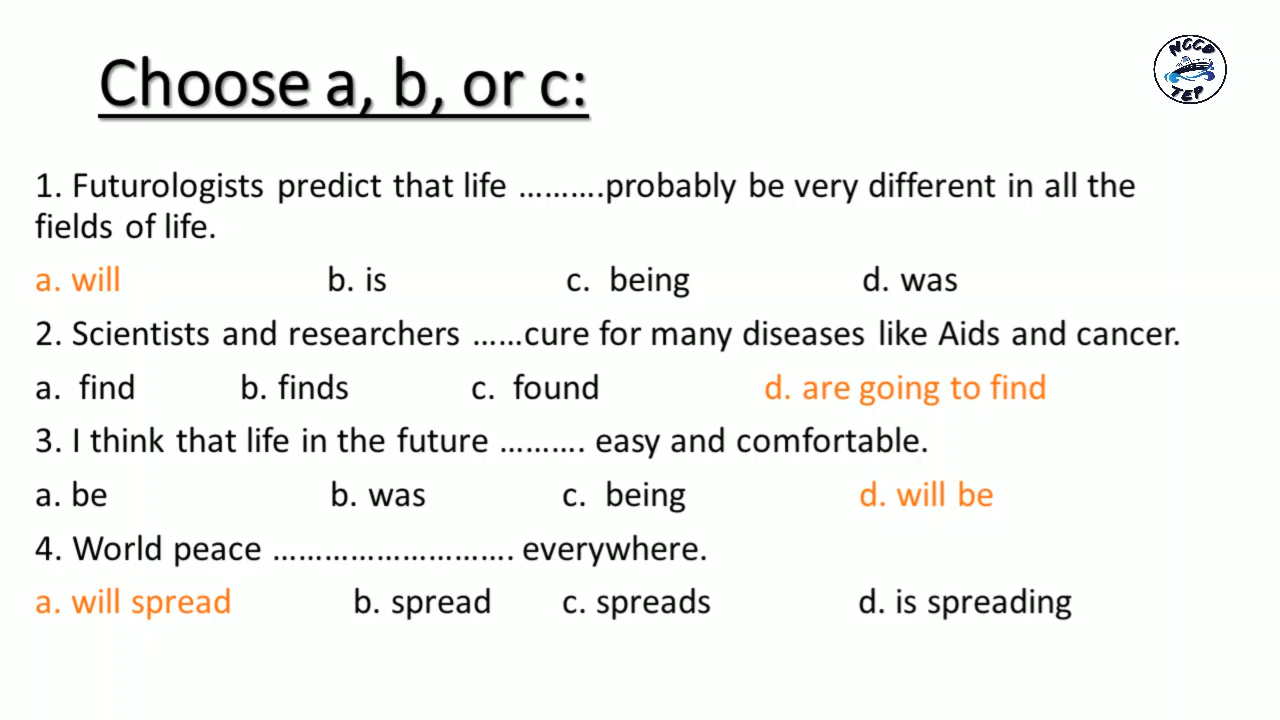 Choose a, b, or c:
NCCD
TEP
1. Futurologists predict that life ……….probably be very different in all the
fields of life.
a. will b. is c. being d. was
2. Scientists and researchers ……cure for many diseases like Aids and cancer.
a. find b. finds c. found d. are going to find
3. I think that life in the future ………. easy and comfortable.
a. be b. was c. being d. will be
4. World peace ………………………. everywhere.
a. will spread b. spread c. spreads d. is spreading